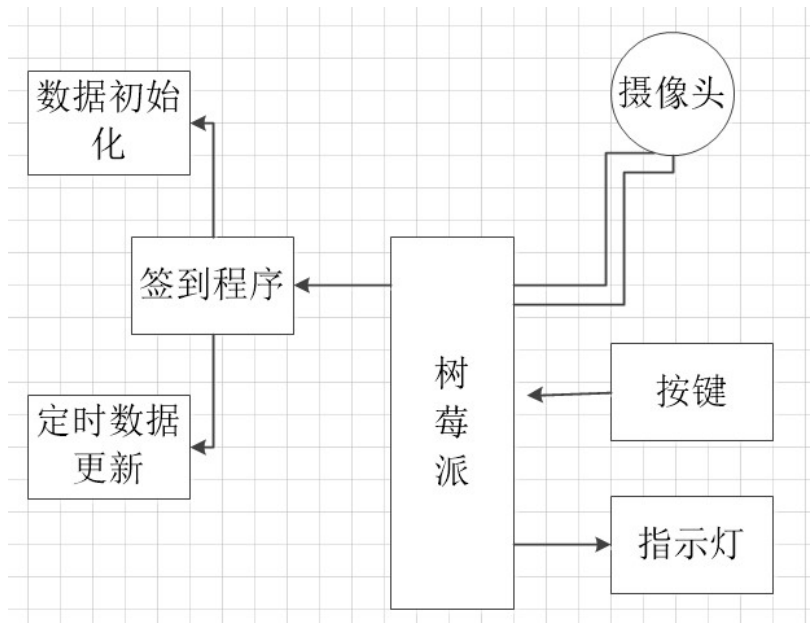 数据初始
化
摄像头
签到程序
树
莓
派
按键
定时数据
更新
指示灯